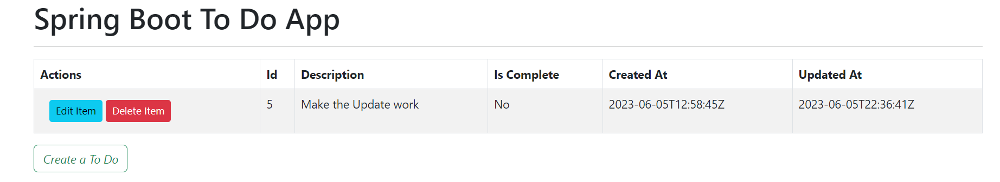 Spring Boot To Do App
Actions Id Description Is Complete Created At Updated At
Edit Item Delete Item 5 Make the Update work No 2023-06-05T12:58:45Z 2023-06-05T22:36:41Z
Create a To Do